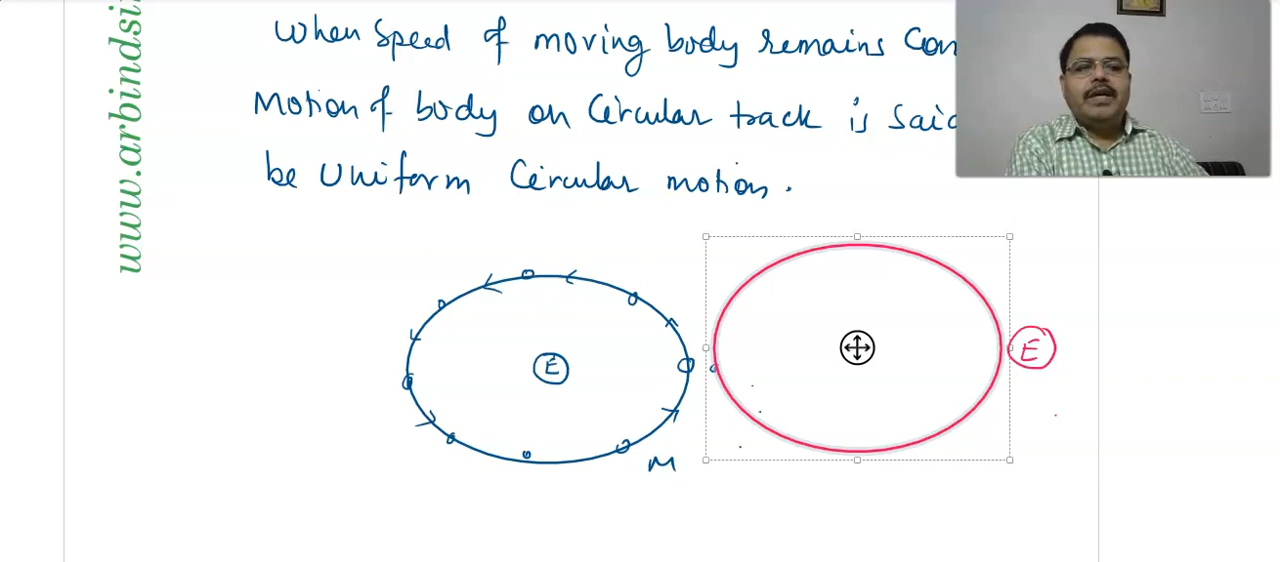 when speed of moving body remains Con
Motion of body on Circular track is said
be Uniform Circular motion.
www.arbindsi
E
E
M